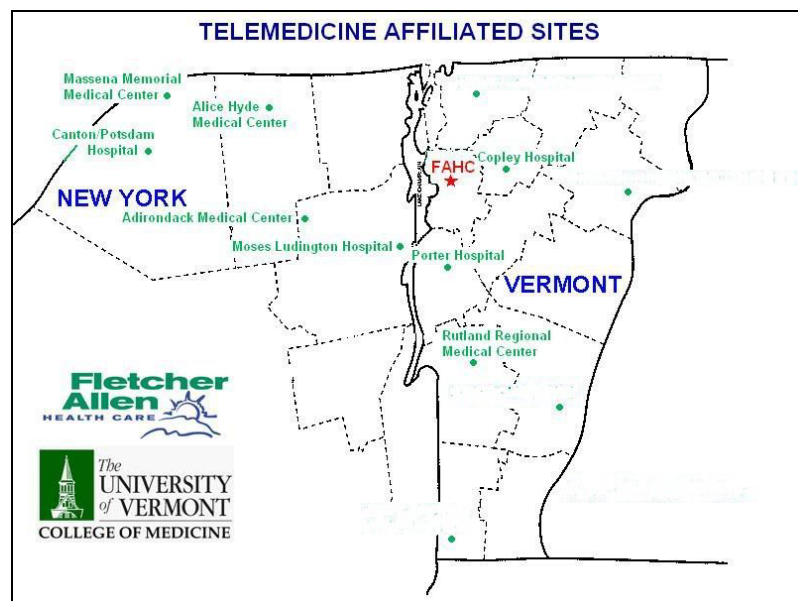 TELEMEDICINE AFFILIATED SITES
Massena Memorial
Medical Center
Alice Hyde
Medical Center
Canton/Potsdam
Hospital
NEW YORK
Adirondack Medical Center
Moses Ludington Hospital
FAHC
Copley Hospital
Porter Hospital
VERMONT
Rutland Regional
Medical Center
Fletcher
Allen
HEALTH CARE
The
UNIVERSITY
of VERMONT
COLLEGE OF MEDICINE